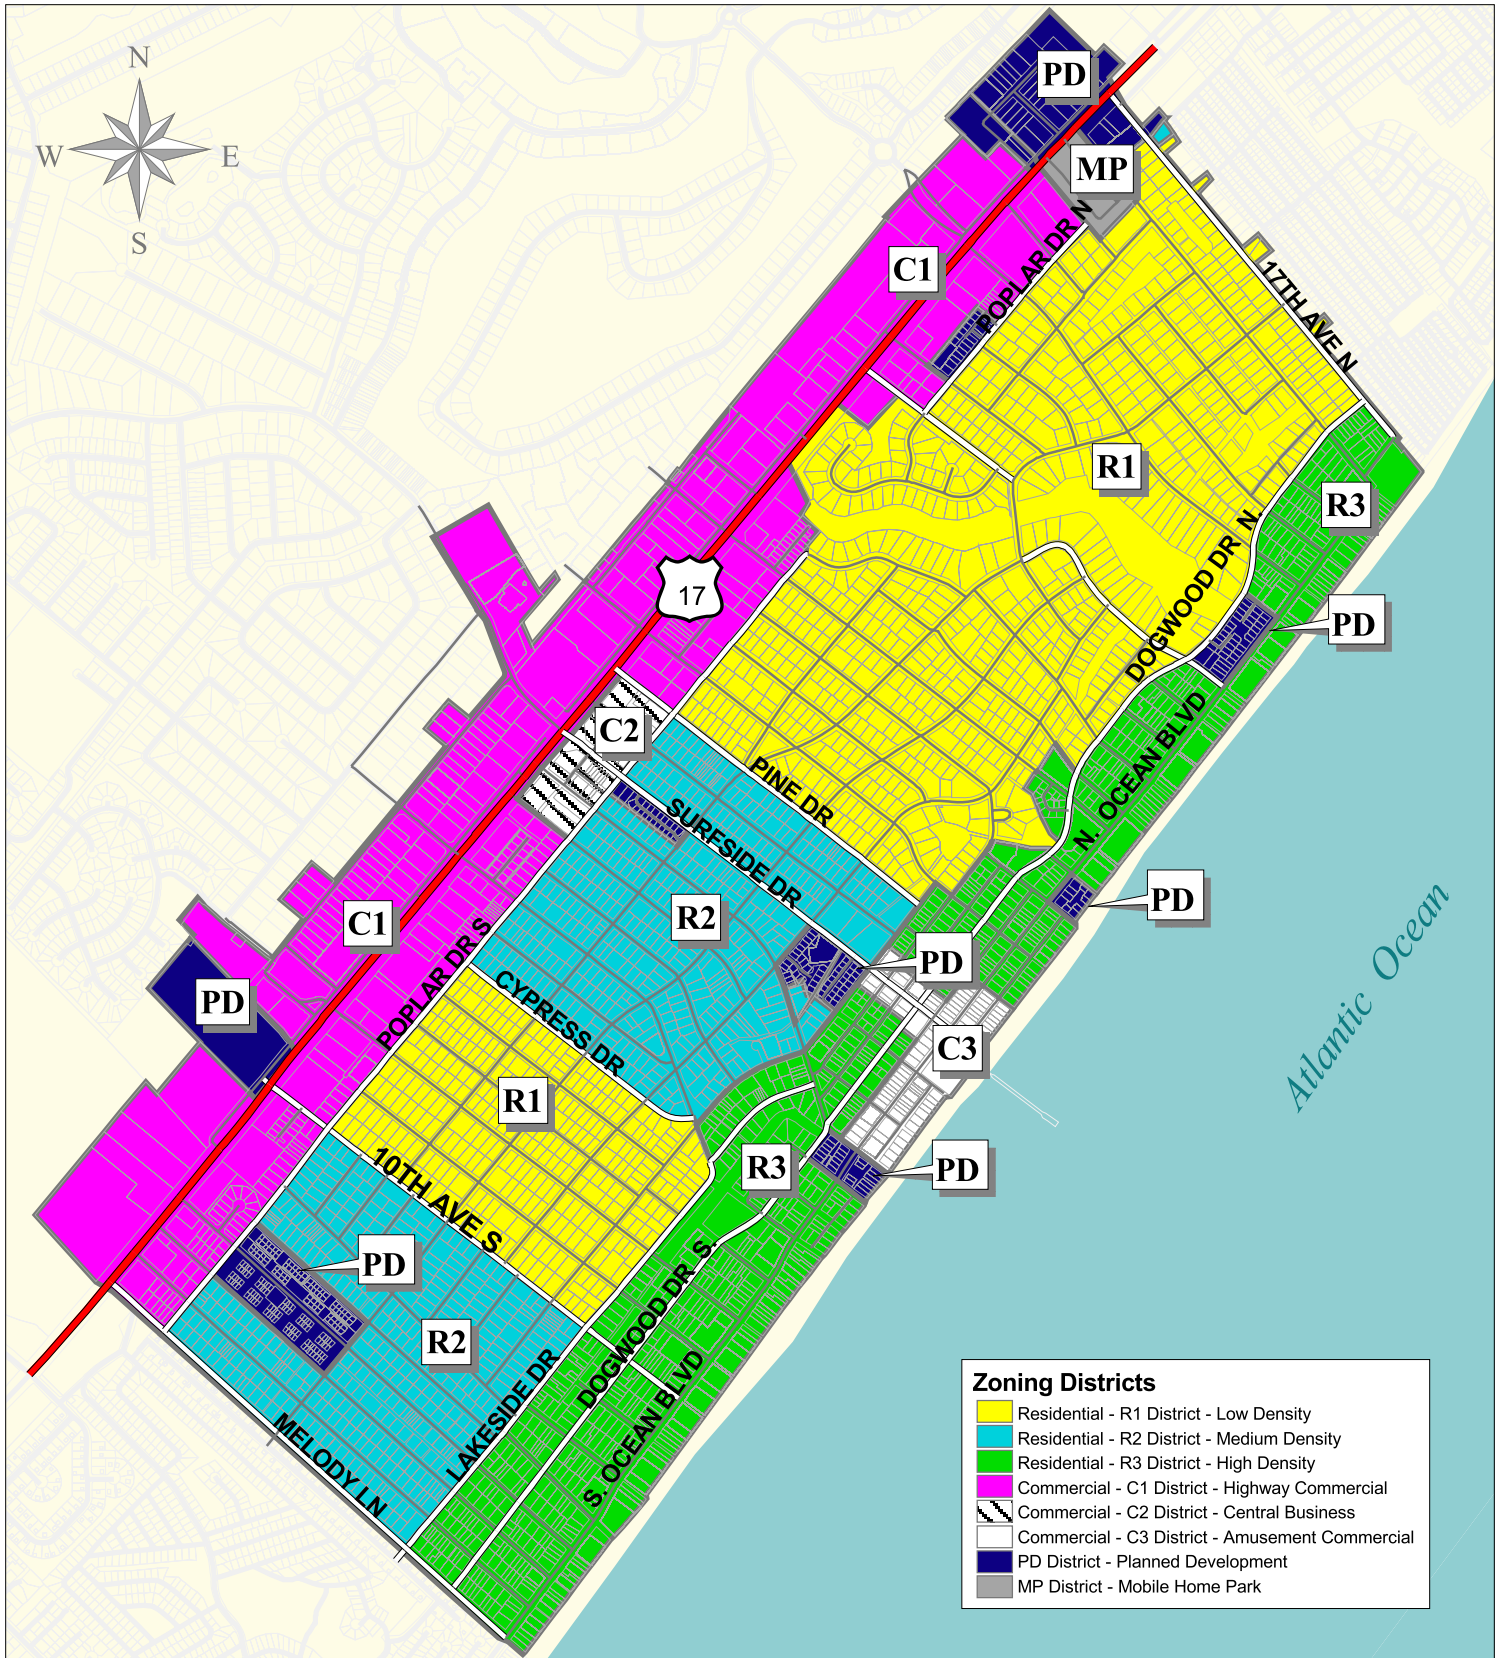 N
W
E
S
PD
MP
C1
POPLAR DR N
17TH AVE N
R1
R3
DOGWOOD DR N.
17
PD
C2
N. OCEAN BLVD
PINE DR
SURFSIDE DR
PD
R2
C1
PD
POPLAR DR S
PD
CYPRESS DR
C3
Atlantic Ocean
R1
R3
PD
10TH AVE S
PD
R2
DOGWOOD DR S.
LAKESIDE DR
S. OCEAN BLVD
MELODY LN
Zoning Districts
Residential - R1 District - Low Density
Residential - R2 District - Medium Density
Residential - R3 District - High Density
Commercial - C1 District - Highway Commercial
Commercial - C2 District - Central Business
Commercial - C3 District - Amusement Commercial
PD District - Planned Development
MP District - Mobile Home Park